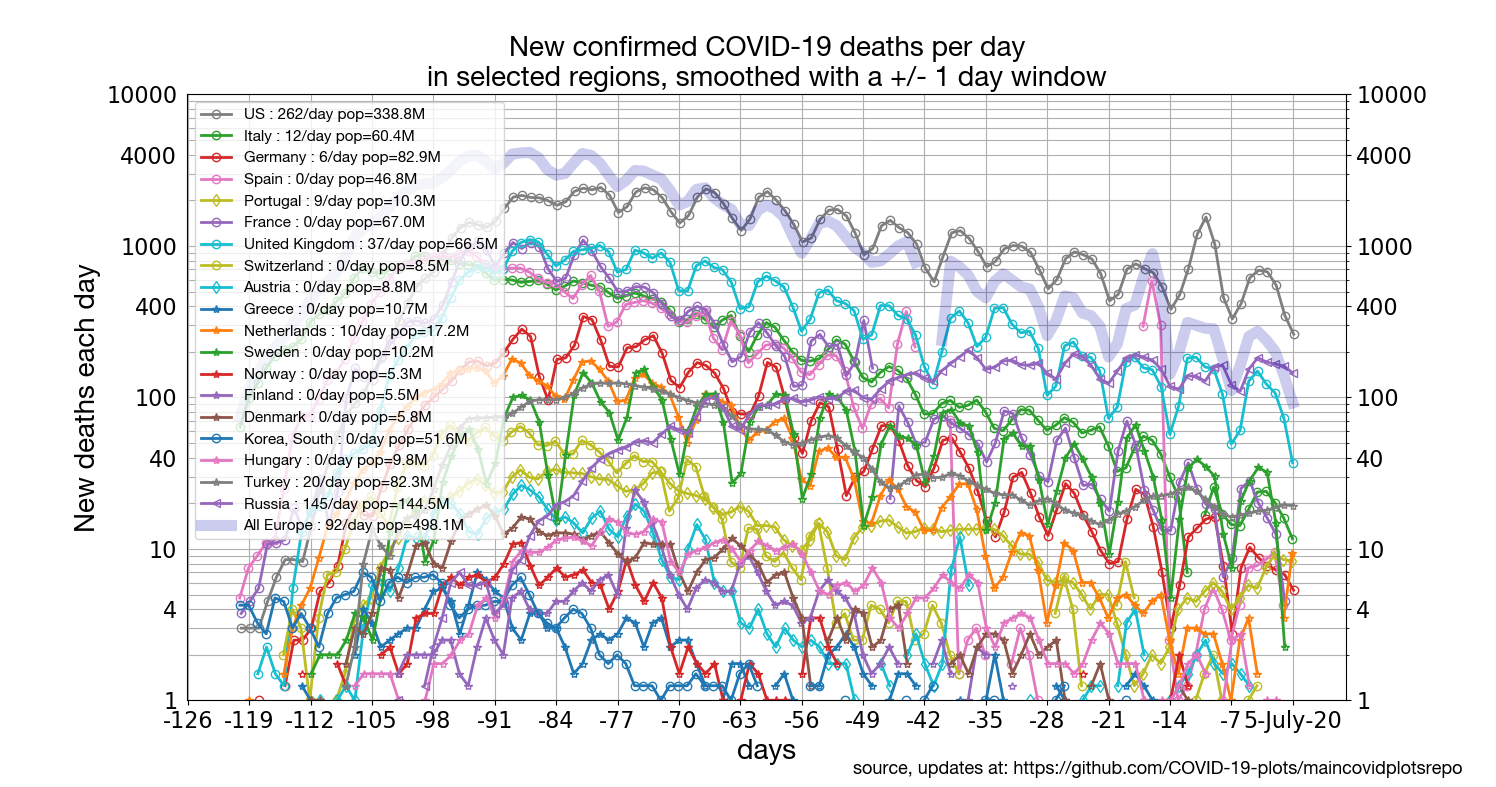 New confirmed COVID-19 deaths per day
in selected regions, smoothed with a +/- 1 day window
10000
4000
1000
400
100
40
10
4
1
New deaths each day
US : 262/day pop=338.8M
Italy : 12/day pop=60.4M
Germany : 6/day pop=82.9M
Spain : 0/day pop=46.8M
Portugal : 9/day pop=10.3M
France : 0/day pop=67.0M
United Kingdom : 37/day pop=66.5M
Switzerland : 0/day pop=8.5M
Austria : 0/day pop=8.8M
Greece : 0/day pop=10.7M
Netherlands : 10/day pop=17.2M
Sweden : 0/day pop=10.2M
Norway : 0/day pop=5.3M
Finland : 0/day pop=5.5M
Denmark : 0/day pop=5.8M
Korea, South : 0/day pop=51.6M
Hungary : 0/day pop=9.8M
Turkey : 20/day pop=82.3M
Russia : 145/day pop=144.5M
All Europe : 92/day pop=498.1M
10000
4000
1000
400
100
40
10
4
1
-126 -119 -112 -105 -98 -91 -84 -77 -70 -63 -56 -49 -42 -35 -28 -21 -14 -7 5-July-20
days
source, updates at: https://github.com/COVID-19-plots/maincovidplotsrepo